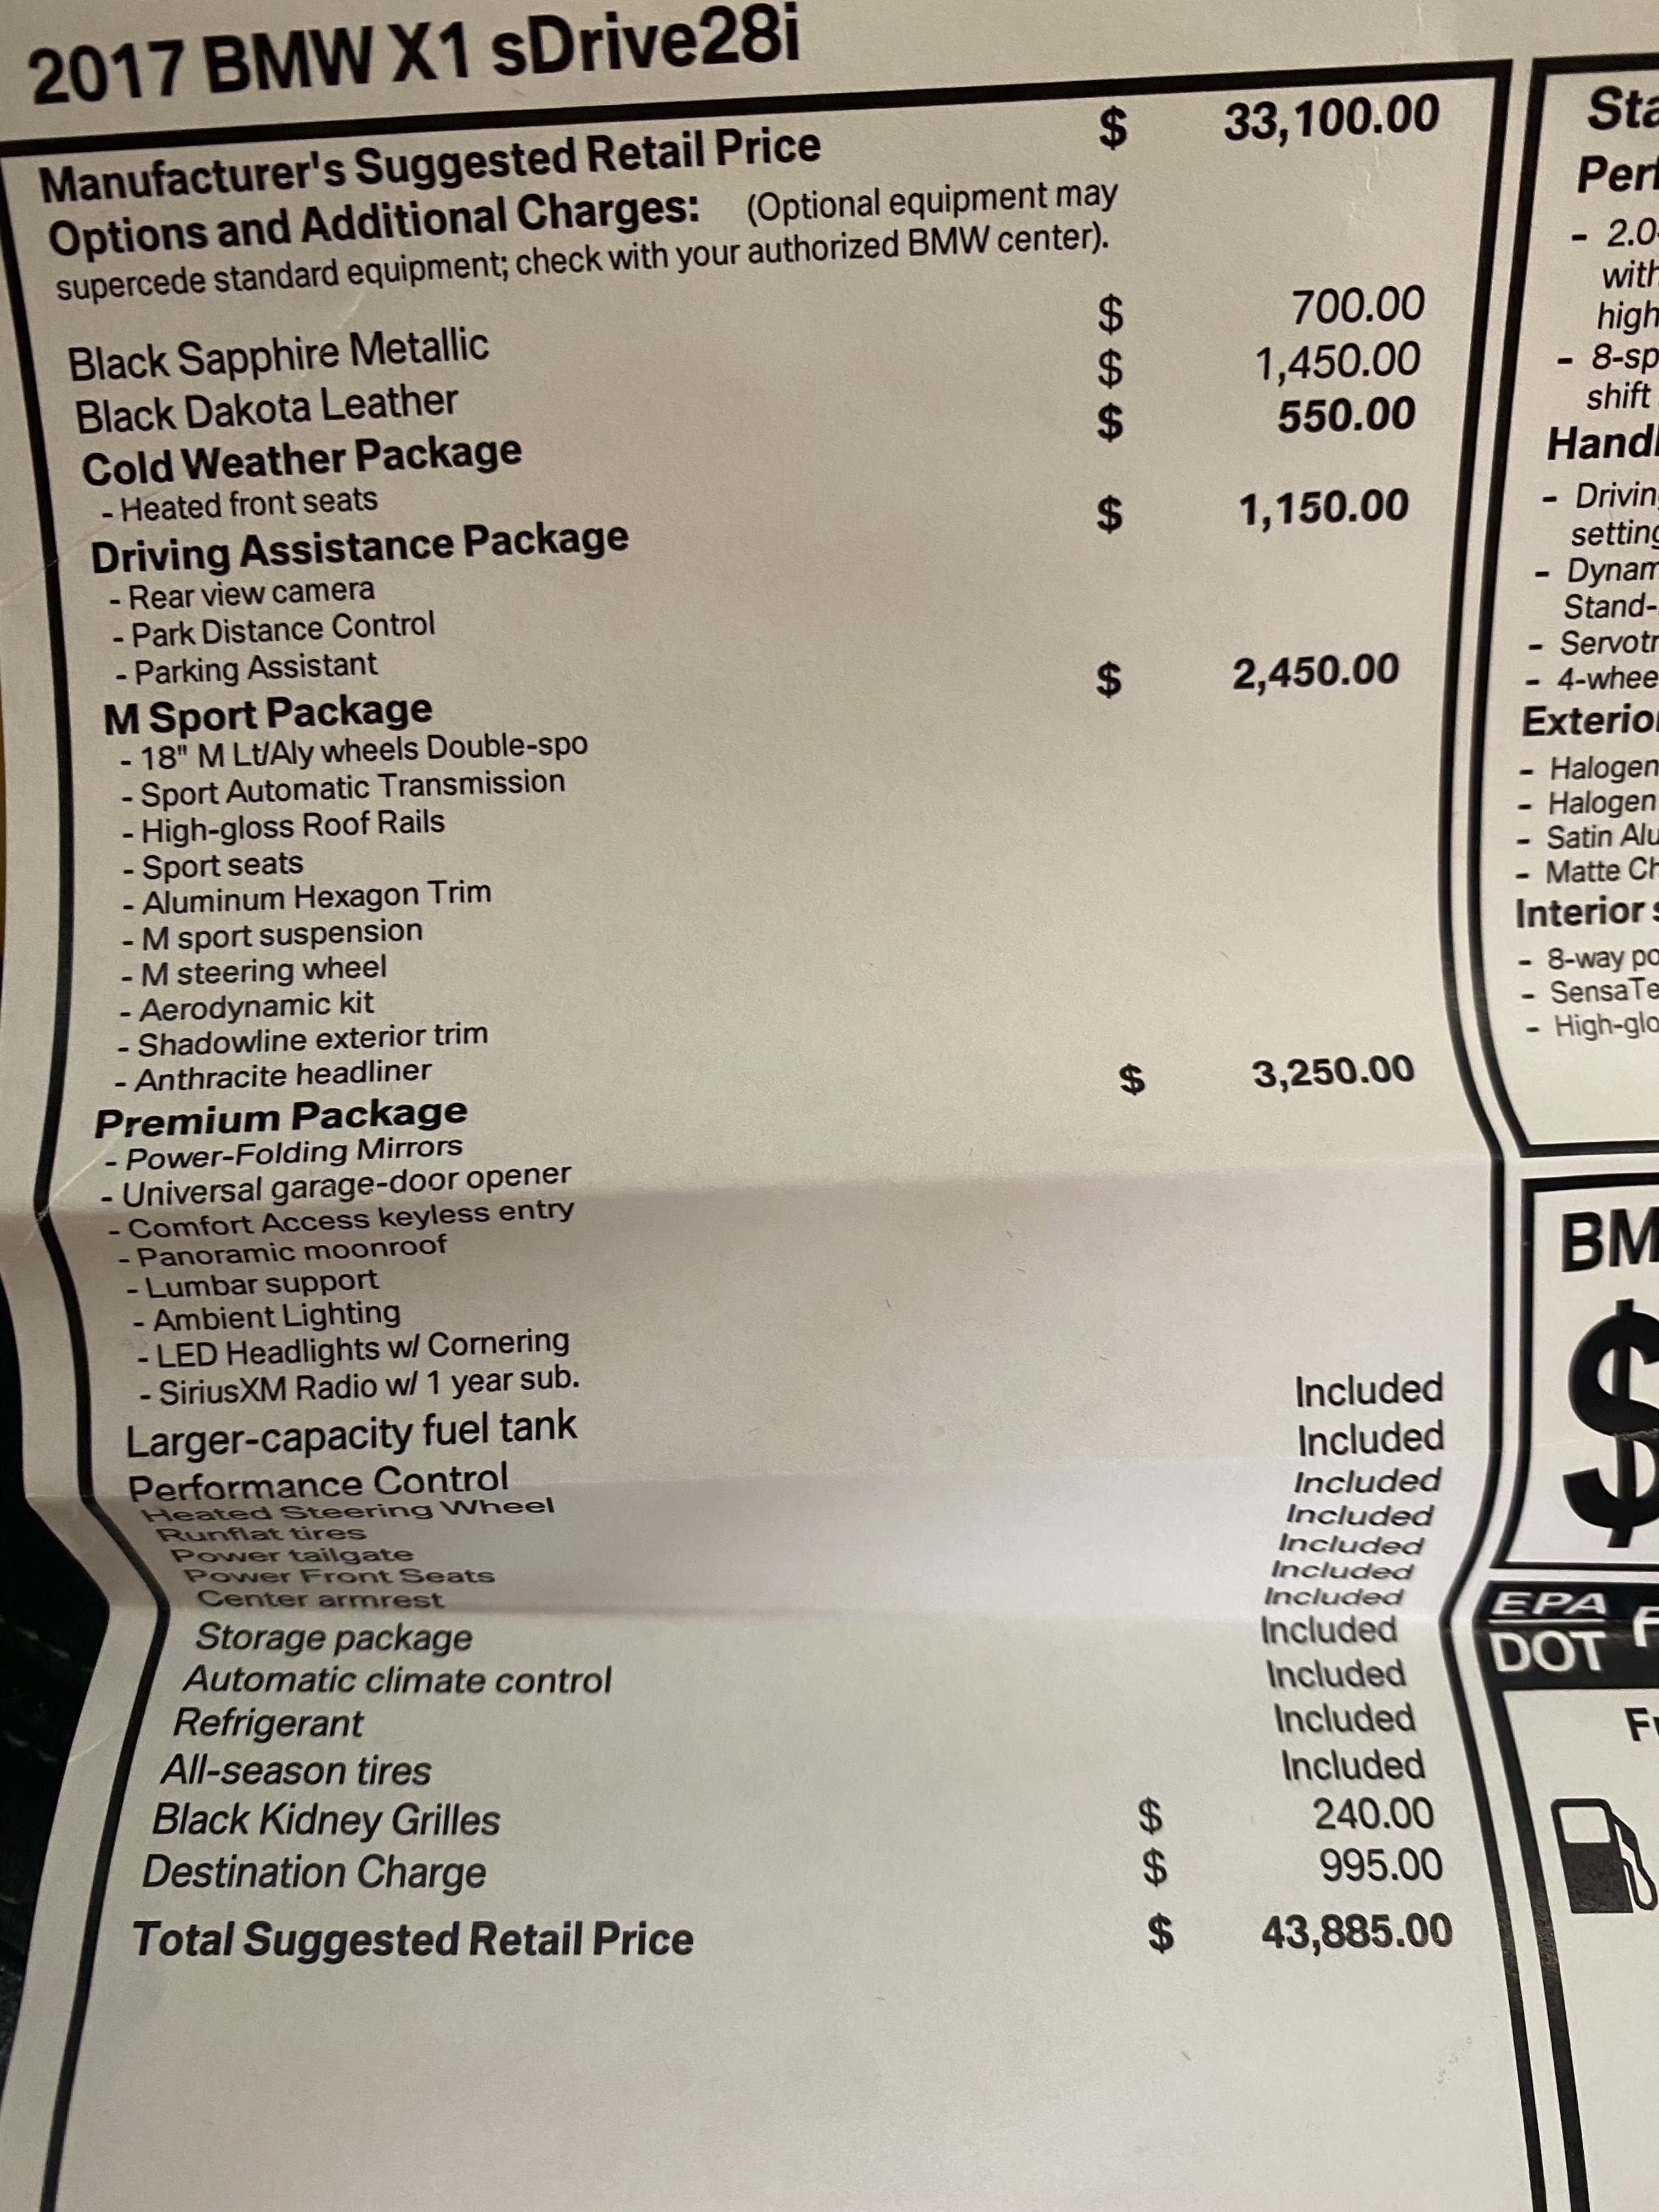 2017 BMW X1 sDrive28i
Manufacturer's Suggested Retail Price $ 33,100.00
Options and Additional Charges: (Optional equipment may
supercede standard equipment; check with your authorized BMW center).
Black Sapphire Metallic $ 700.00
Black Dakota Leather $ 1,450.00
Cold Weather Package $ 550.00
- Heated front seats
Driving Assistance Package $ 1,150.00
- Rear view camera
- Park Distance Control
- Parking Assistant
M Sport Package $ 2,450.00
- 18" M Lt/Aly wheels Double-spo
- Sport Automatic Transmission
- High-gloss Roof Rails
- Sport seats
- Aluminum Hexagon Trim
- M sport suspension
- M steering wheel
- Aerodynamic kit
- Shadowline exterior trim
- Anthracite headliner
Premium Package $ 3,250.00
- Power-Folding Mirrors
- Universal garage-door opener
- Comfort Access keyless entry
- Panoramic moonroof
- Lumbar support
- Ambient Lighting
- LED Headlights w/ Cornering
- SiriusXM Radio w/ 1 year sub.
Larger-capacity fuel tank Included
Performance Control Included
Heated Steering Wheel Included
Runflat tires Included
Power tailgate Included
Power Front Seats Included
Center armrest Included
Storage package Included
Automatic climate control Included
Refrigerant Included
All-season tires Included
Black Kidney Grilles $ 240.00
Destination Charge $ 995.00
Total Suggested Retail Price $ 43,885.00
- 2.0-
with
high
- 8-sp
shift
Handl
- Driving
setting
- Dynam
Stand-
- Servotr
- 4-whee
Exterior
- Halogen
- Halogen
- Satin Alu
- Matte Ch
Interior s
- 8-way po
- SensaTe
- High-glo
BM
$
EPA
DOT